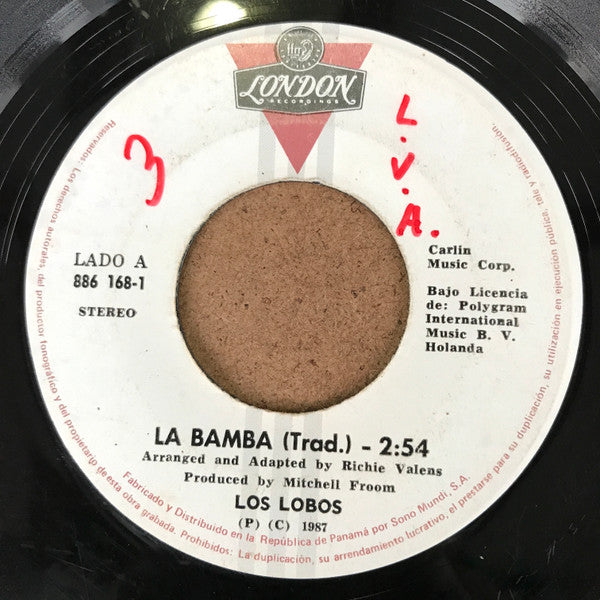 ffrr
LONDON
RECORDINGS
3
L.V.A.
LADO A
886 168-1
STEREO
Carlin
Music Corp.
Bajo Licencia
de: Polygram
International
Music B. V.
Holanda
LA BAMBA (Trad.) - 2:54
Arranged and Adapted by Richie Valens
Produced by Mitchell Froom
LOS LOBOS
(P) (C) 1987
Reservados. Los derechos autorales, del productor fonográfico y del propietario de esta obra grabada. Prohibidos: La duplicación, su arrendamiento lucrativo, el prestarse para su duplicación, su utilización en ejecución pública, tele y radiodifusión.
Fabricado y Distribuido en la República de Panamá por Sono Mundi, S.A.